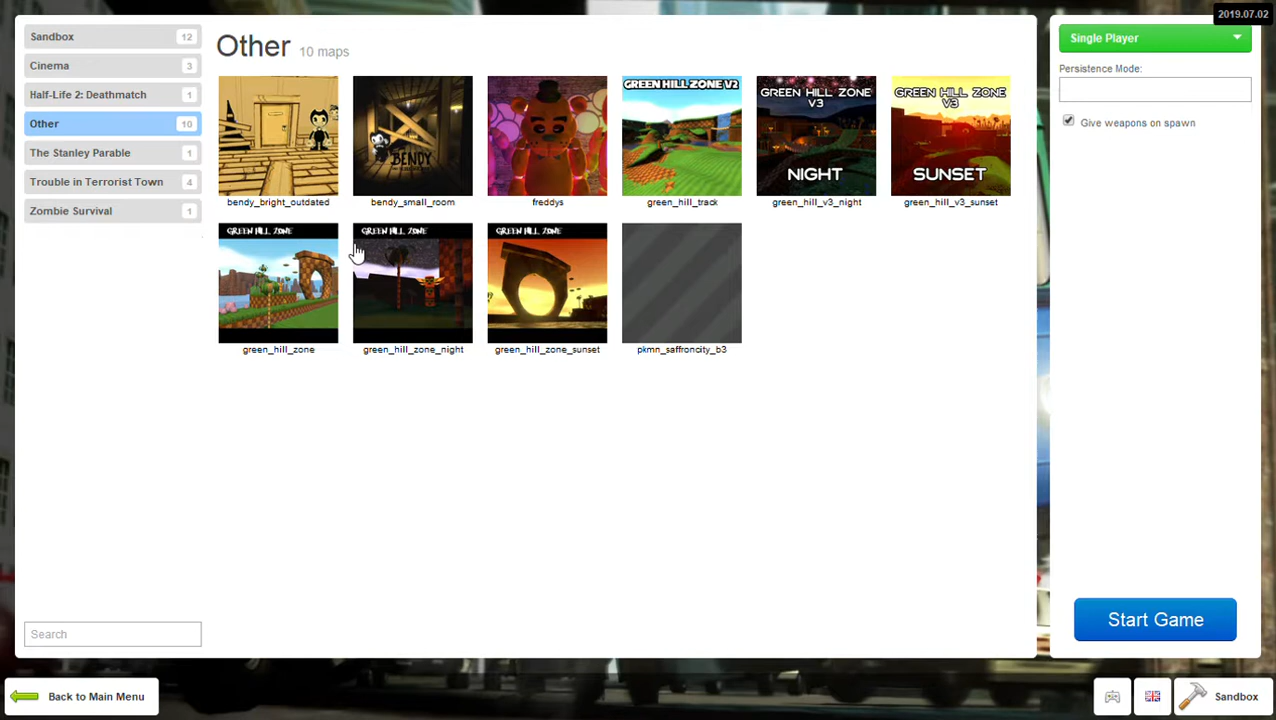 2019.07.02
Sandbox 12
Cinema 3
Half-Life 2: Deathmatch 1
Other 10
The Stanley Parable 1
Trouble in Terrorist Town 4
Zombie Survival 1
Search
Other 10 maps
BENDY
GREEN HILL ZONE V2
GREEN HILL ZONE
V3
NIGHT
GREEN HILL ZONE
V3
SUNSET
bendy_bright_outdated
bendy_small_room
freddys
green_hill_track
green_hill_v3_night
green_hill_v3_sunset
GREEN HILL ZONE
GREEN HILL ZONE
GREEN HILL ZONE
green_hill_zone
green_hill_zone_night
green_hill_zone_sunset
pkmn_saffroncity_b3
Single Player
Persistence Mode:
Give weapons on spawn
Start Game
Back to Main Menu
Sandbox